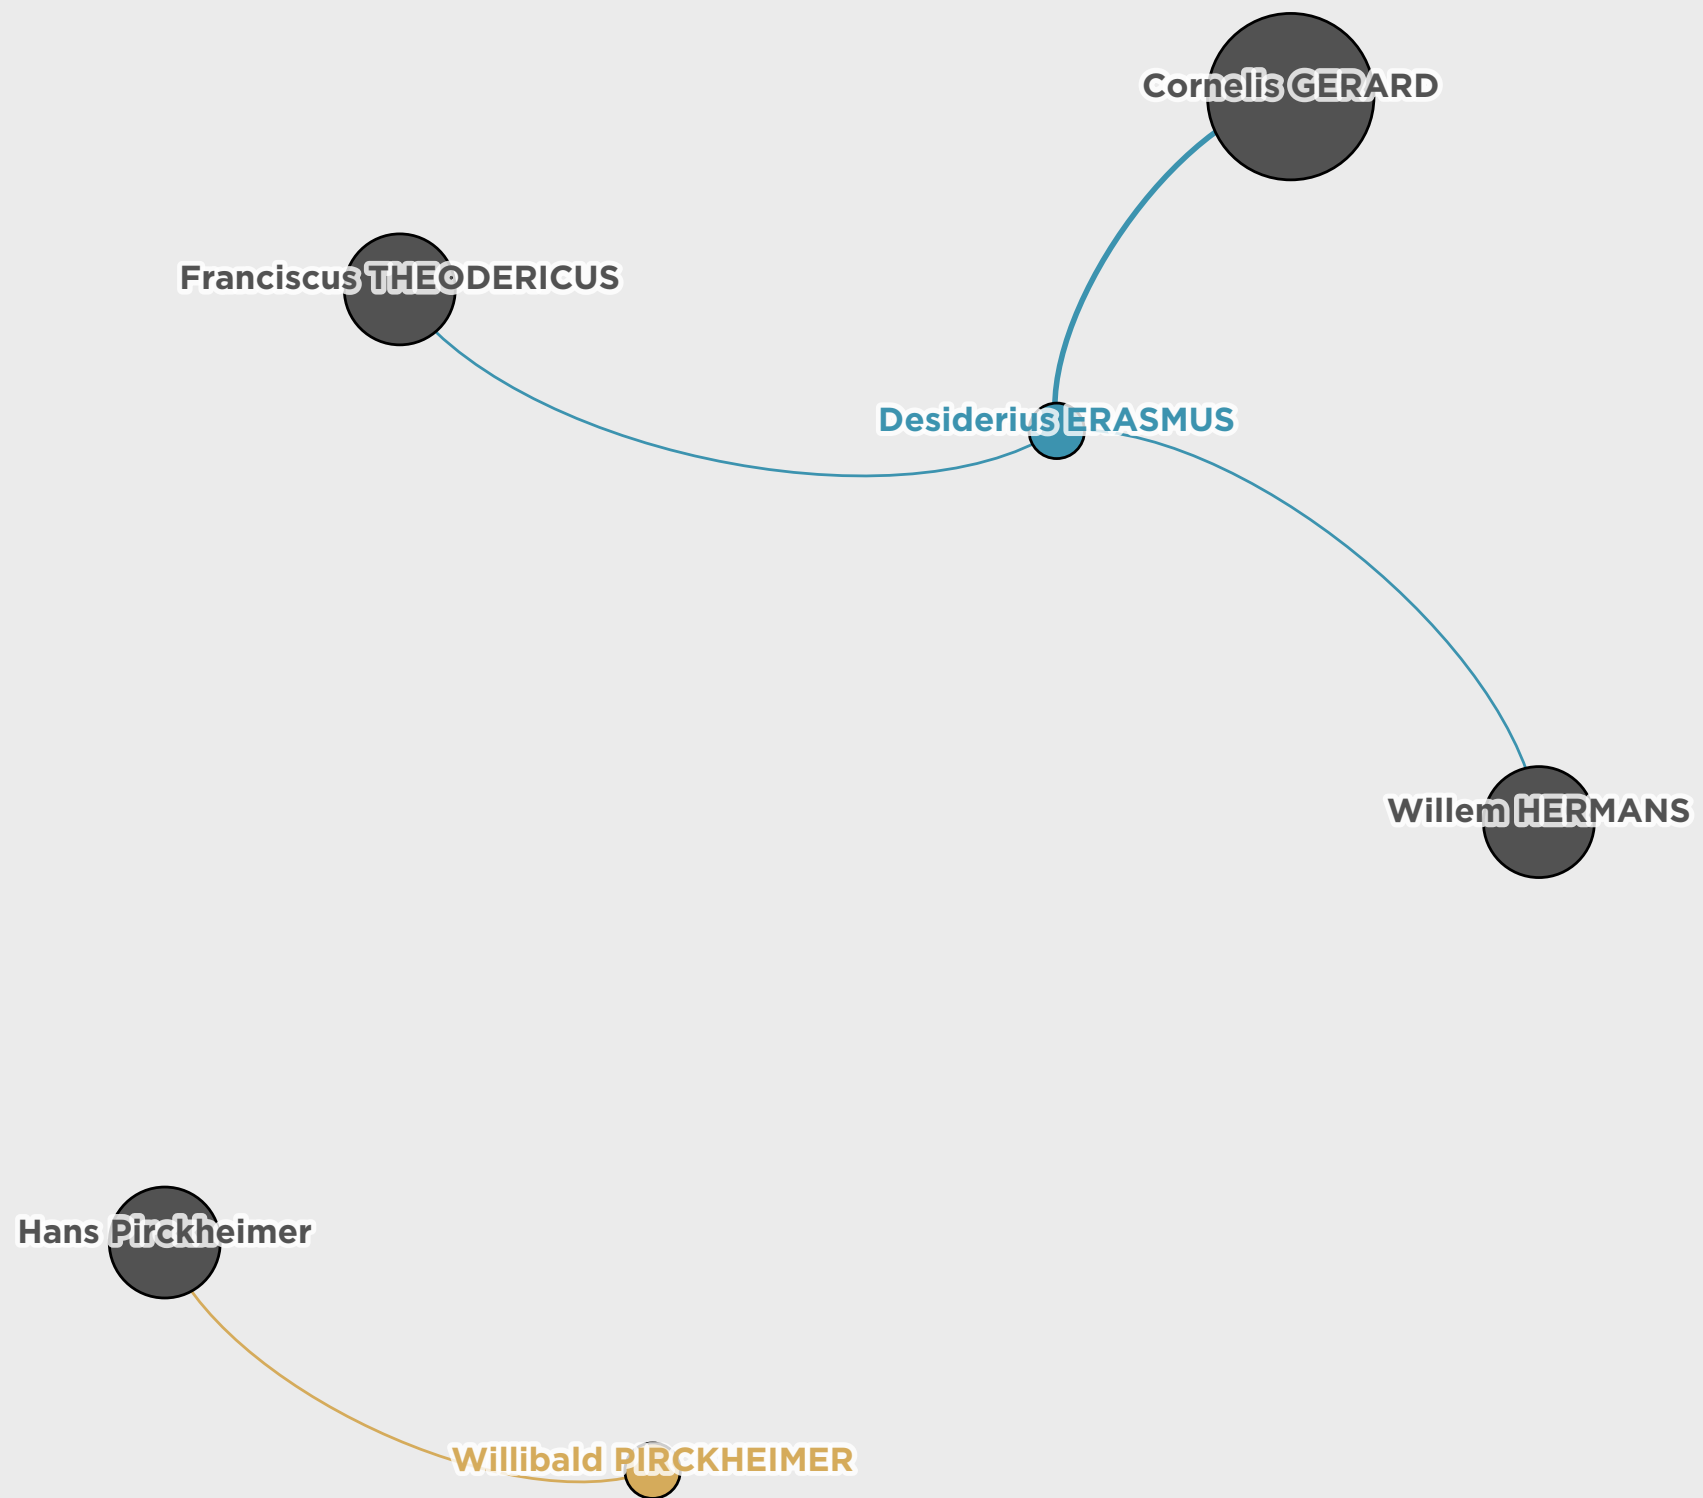 Cornelis GERARD
Franciscus THEODERICUS
Desiderius ERASMUS
Willem HERMANS
Hans Pirckheimer
Willibald PIRCKHEIMER